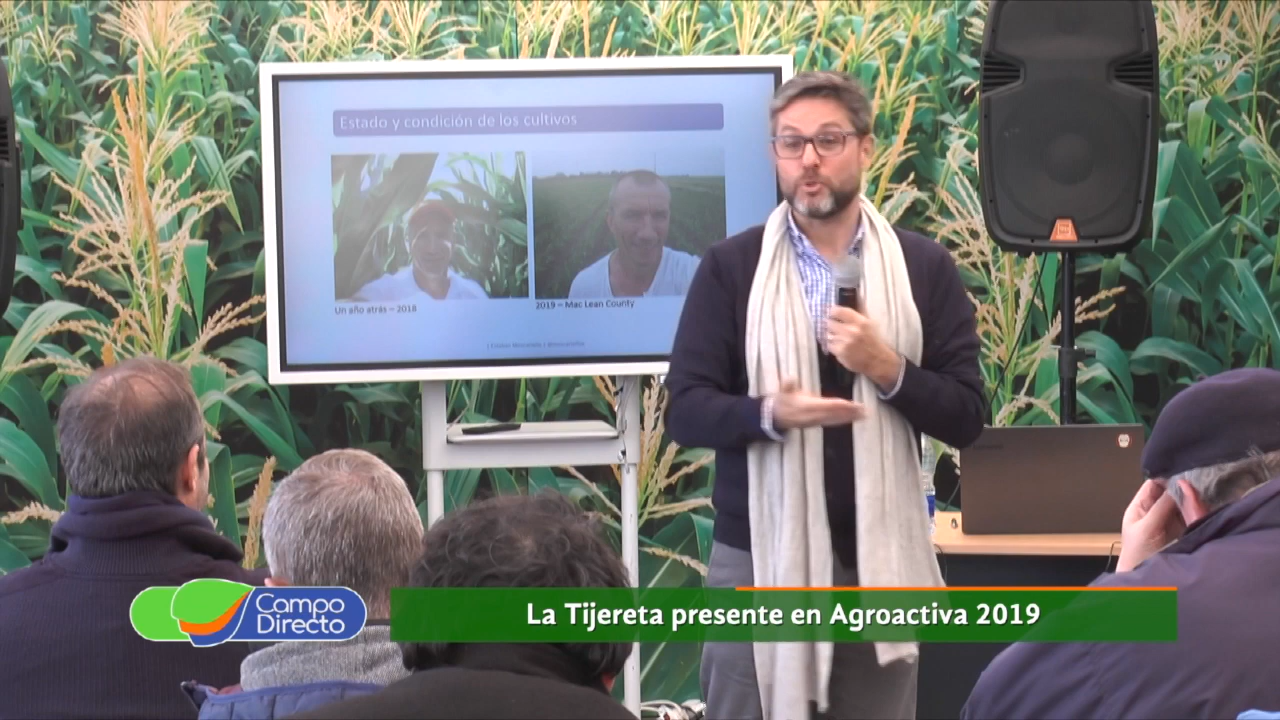 Estado y condición de los cultivos
Un año atrás – 2018
2019 – Mac Lean County
Campo
Directo
La Tijereta presente en Agroactiva 2019